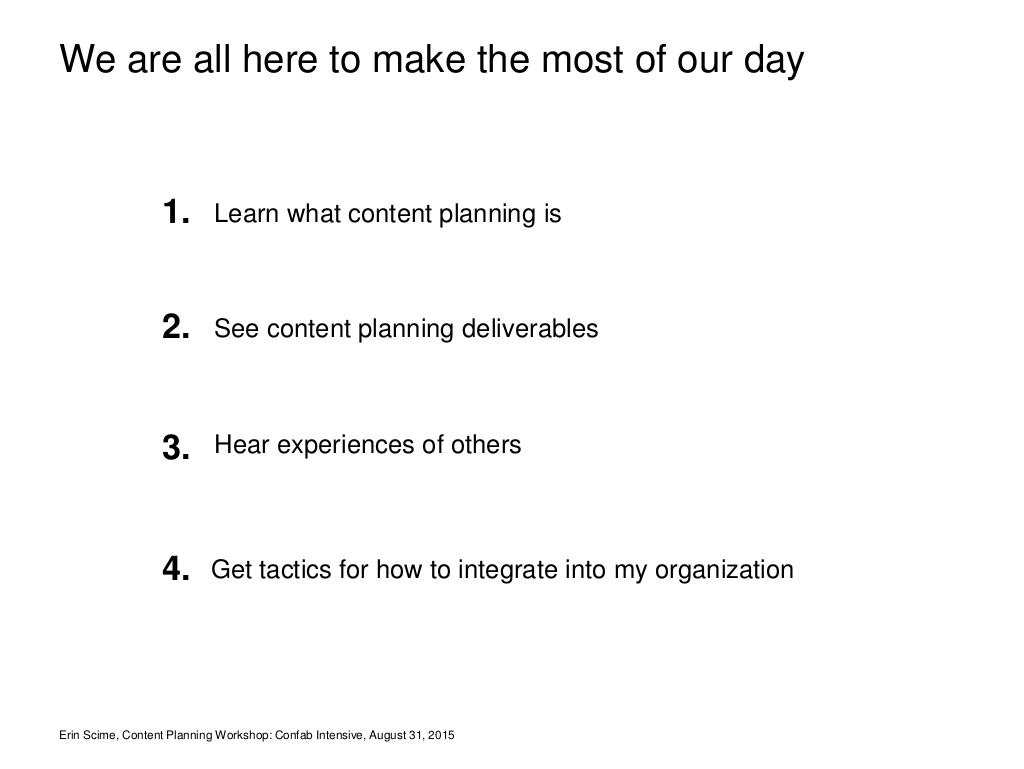 We are all here to make the most of our day
1. Learn what content planning is
2. See content planning deliverables
3. Hear experiences of others
4. Get tactics for how to integrate into my organization
Erin Scime, Content Planning Workshop: Confab Intensive, August 31, 2015